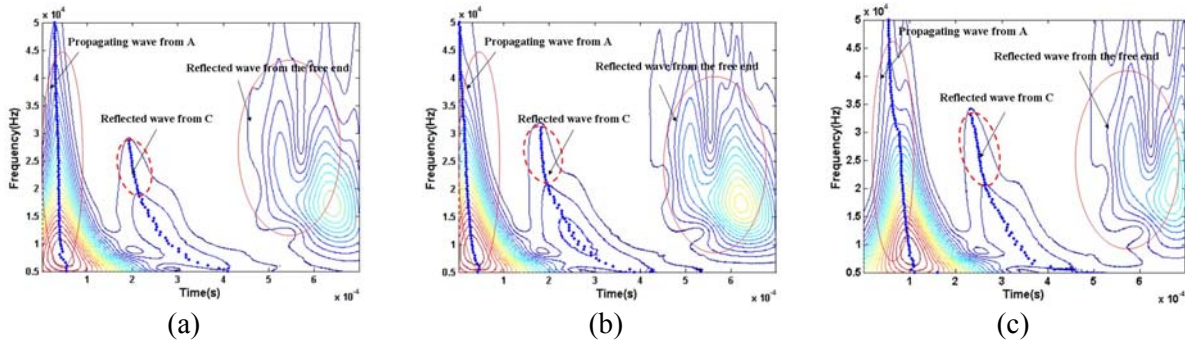 x 10^4
5
4.5
4
3.5
3
2.5
2
1.5
1
0.5
Frequency(Hz)
Propagating wave from A
Reflected wave from the free end
Reflected wave from C
1 2 3 4 5 6
Time(s)
x 10^-4
(a)
x 10^4
5
4.5
4
3.5
3
2.5
2
1.5
1
0.5
Frequency(Hz)
Propagating wave from A
Reflected wave from the free end
Reflected wave from C
0 1 2 3 4 5 6
Time(s)
x 10^-4
(b)
x 10^4
5
4.5
4
3.5
3
2.5
2
1.5
1
0.5
Frequency(Hz)
Propagating wave from A
Reflected wave from the free end
Reflected wave from C
0 1 2 3 4 5 6
Time(s)
x 10^-4
(c)